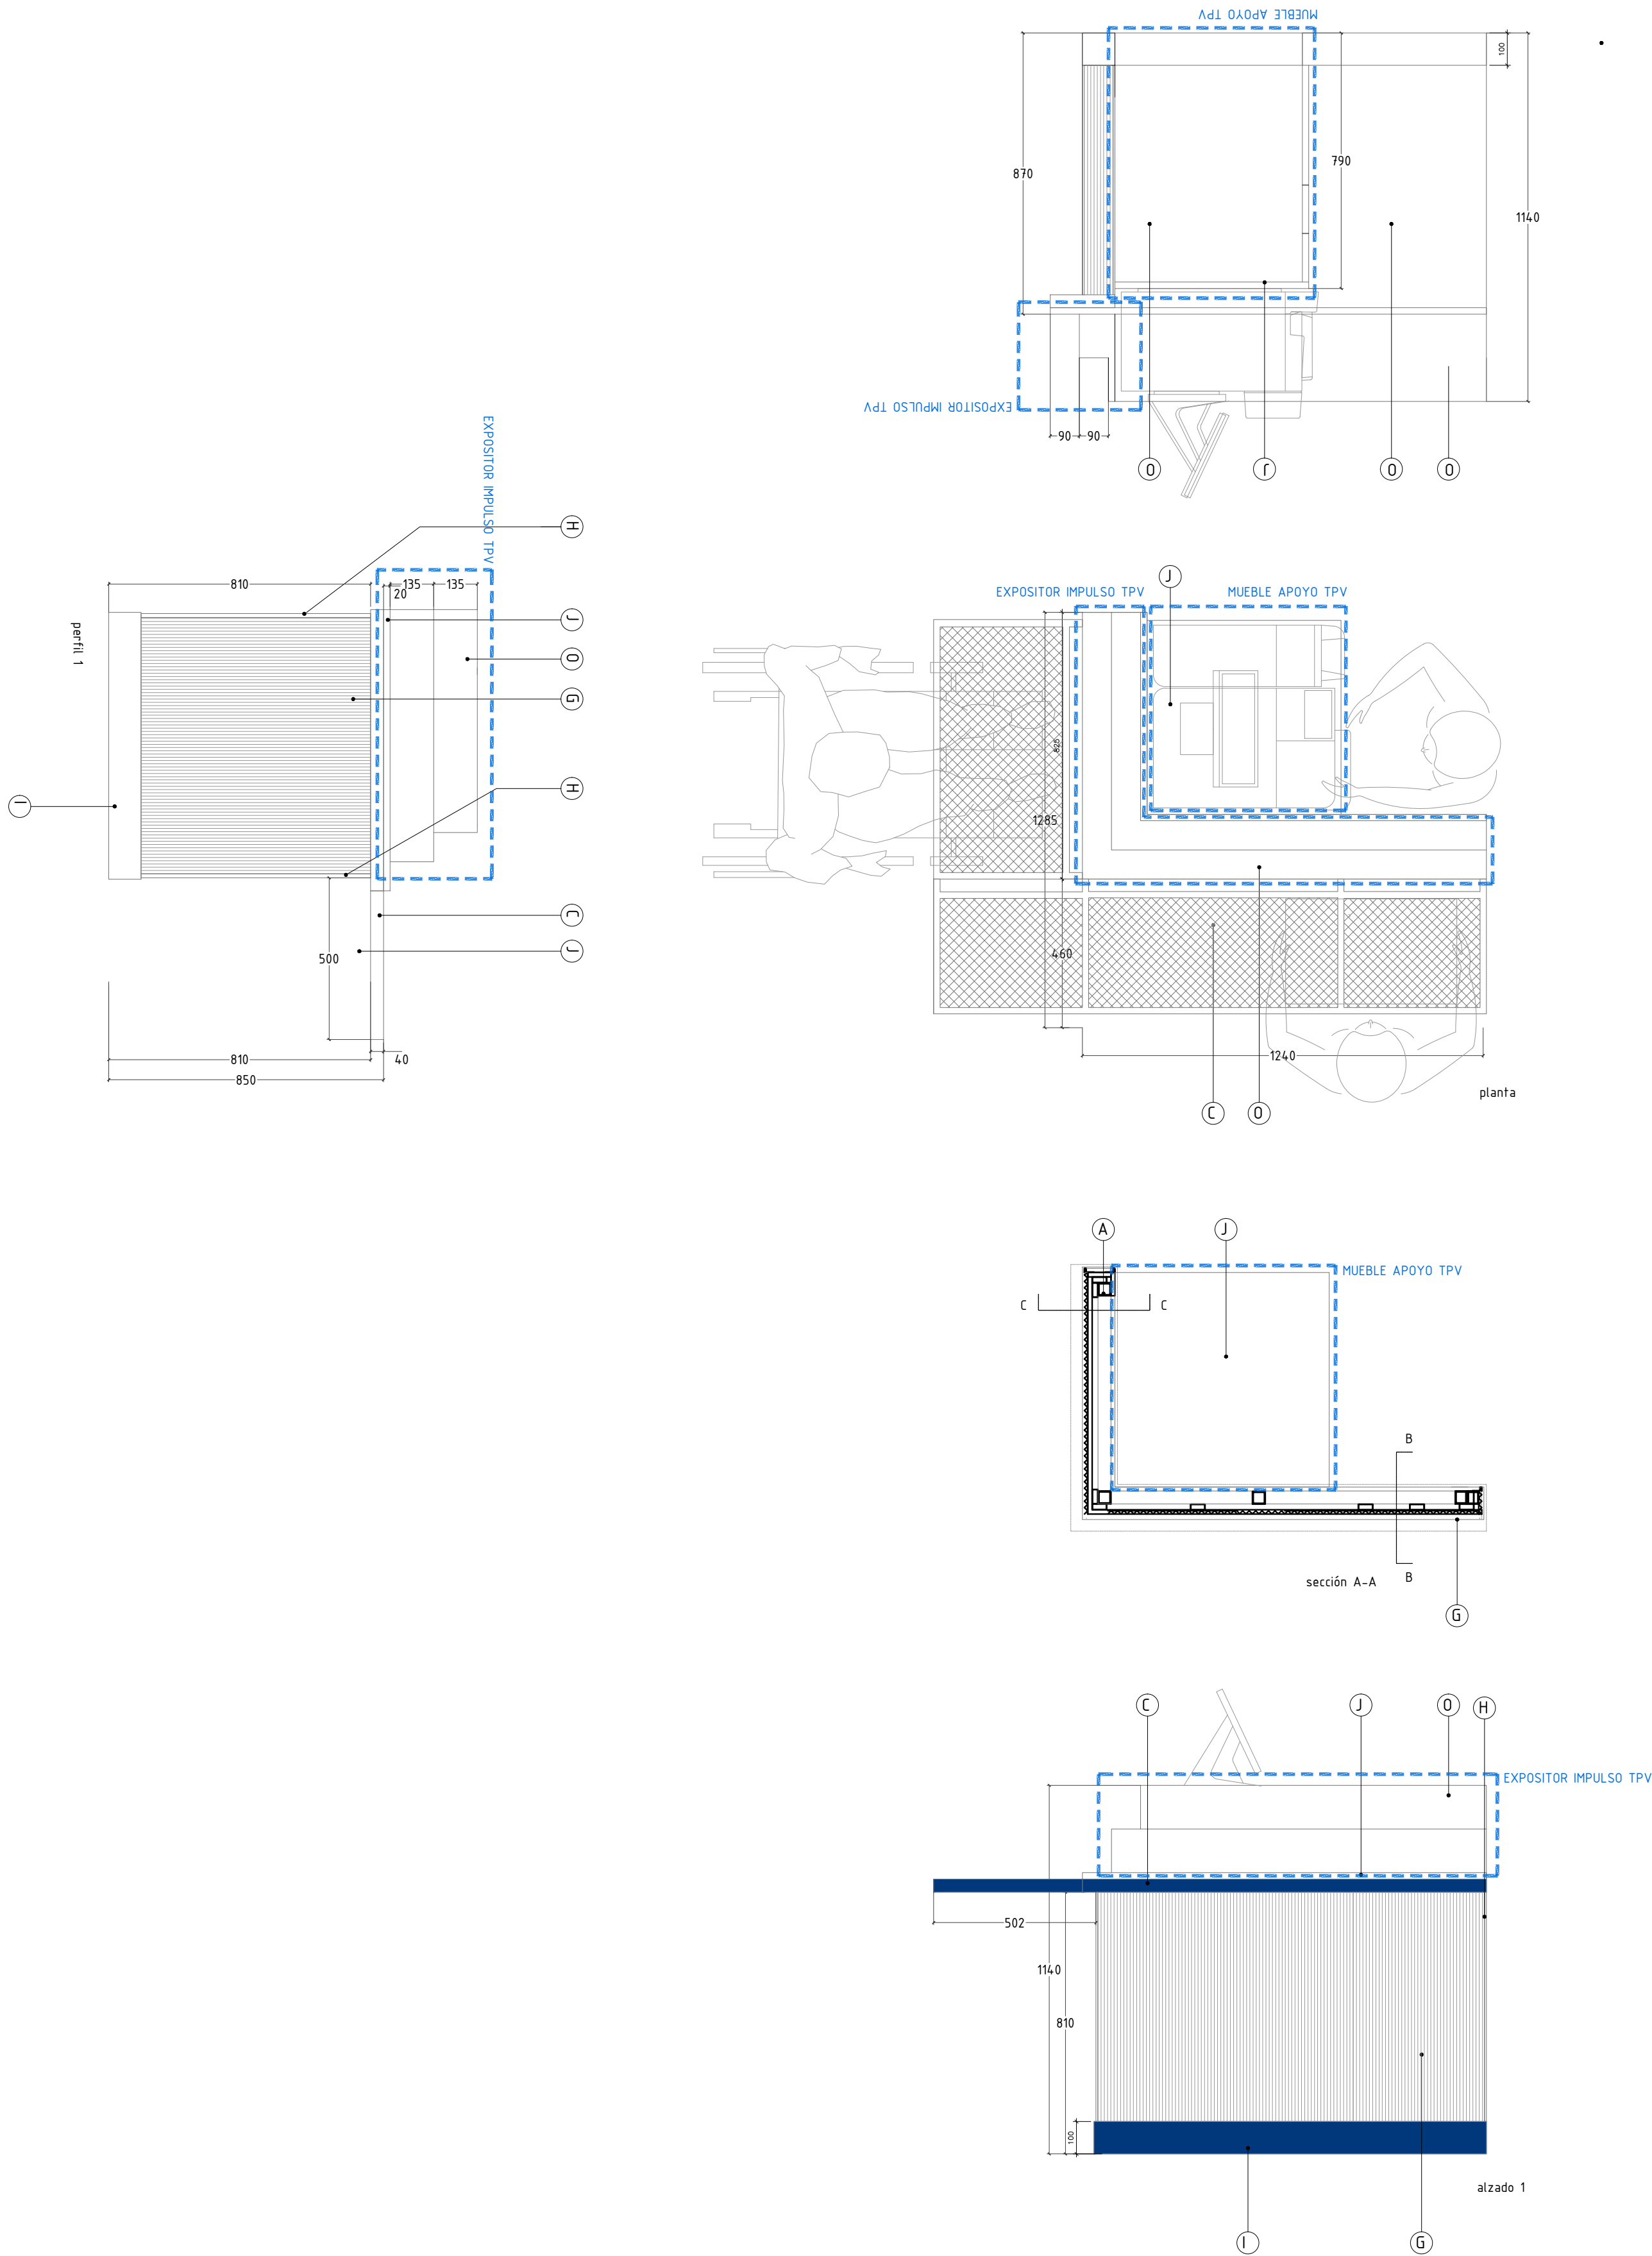 MUEBLE APOYO TPV
100
870
790
1140
EXPOSITOR IMPULSO TPV
90
90
O
J
O
O
EXPOSITOR IMPULSO TPV
H
810
135
135
20
J
perfil 1
O
G
H
I
C
J
500
810
40
850
J
EXPOSITOR IMPULSO TPV
MUEBLE APOYO TPV
825
1285
460
1240
planta
C
O
A
J
MUEBLE APOYO TPV
C
C
B
B
sección A-A
G
C
J
O
H
EXPOSITOR IMPULSO TPV
502
1140
810
100
alzado 1
I
G